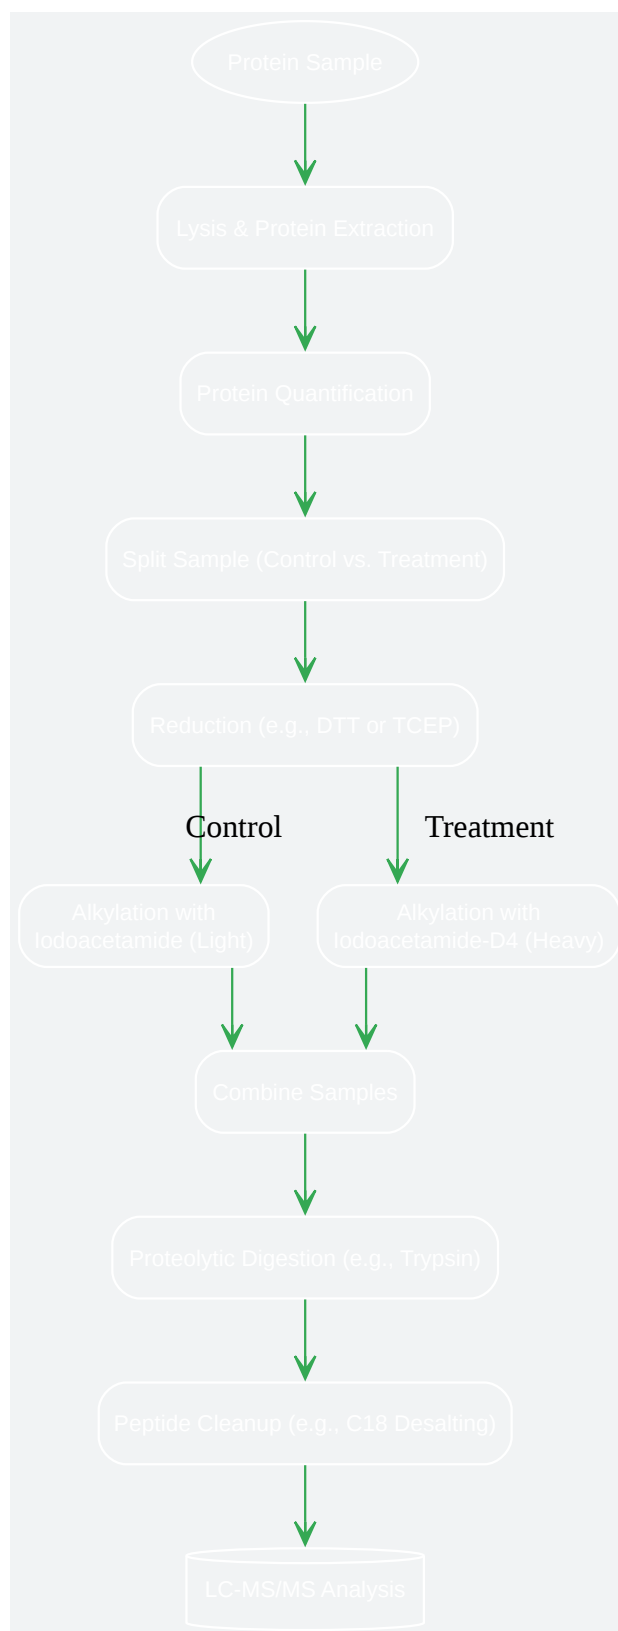 Protein Sample
Lysis & Protein Extraction
Protein Quantification
Split Sample (Control vs. Treatment)
Reduction (e.g., DTT or TCEP)
Control
Treatment
Alkylation with
Iodoacetamide (Light)
Alkylation with
Iodoacetamide-D4 (Heavy)
Combine Samples
Proteolytic Digestion (e.g., Trypsin)
Peptide Cleanup (e.g., C18 Desalting)
LC-MS/MS Analysis